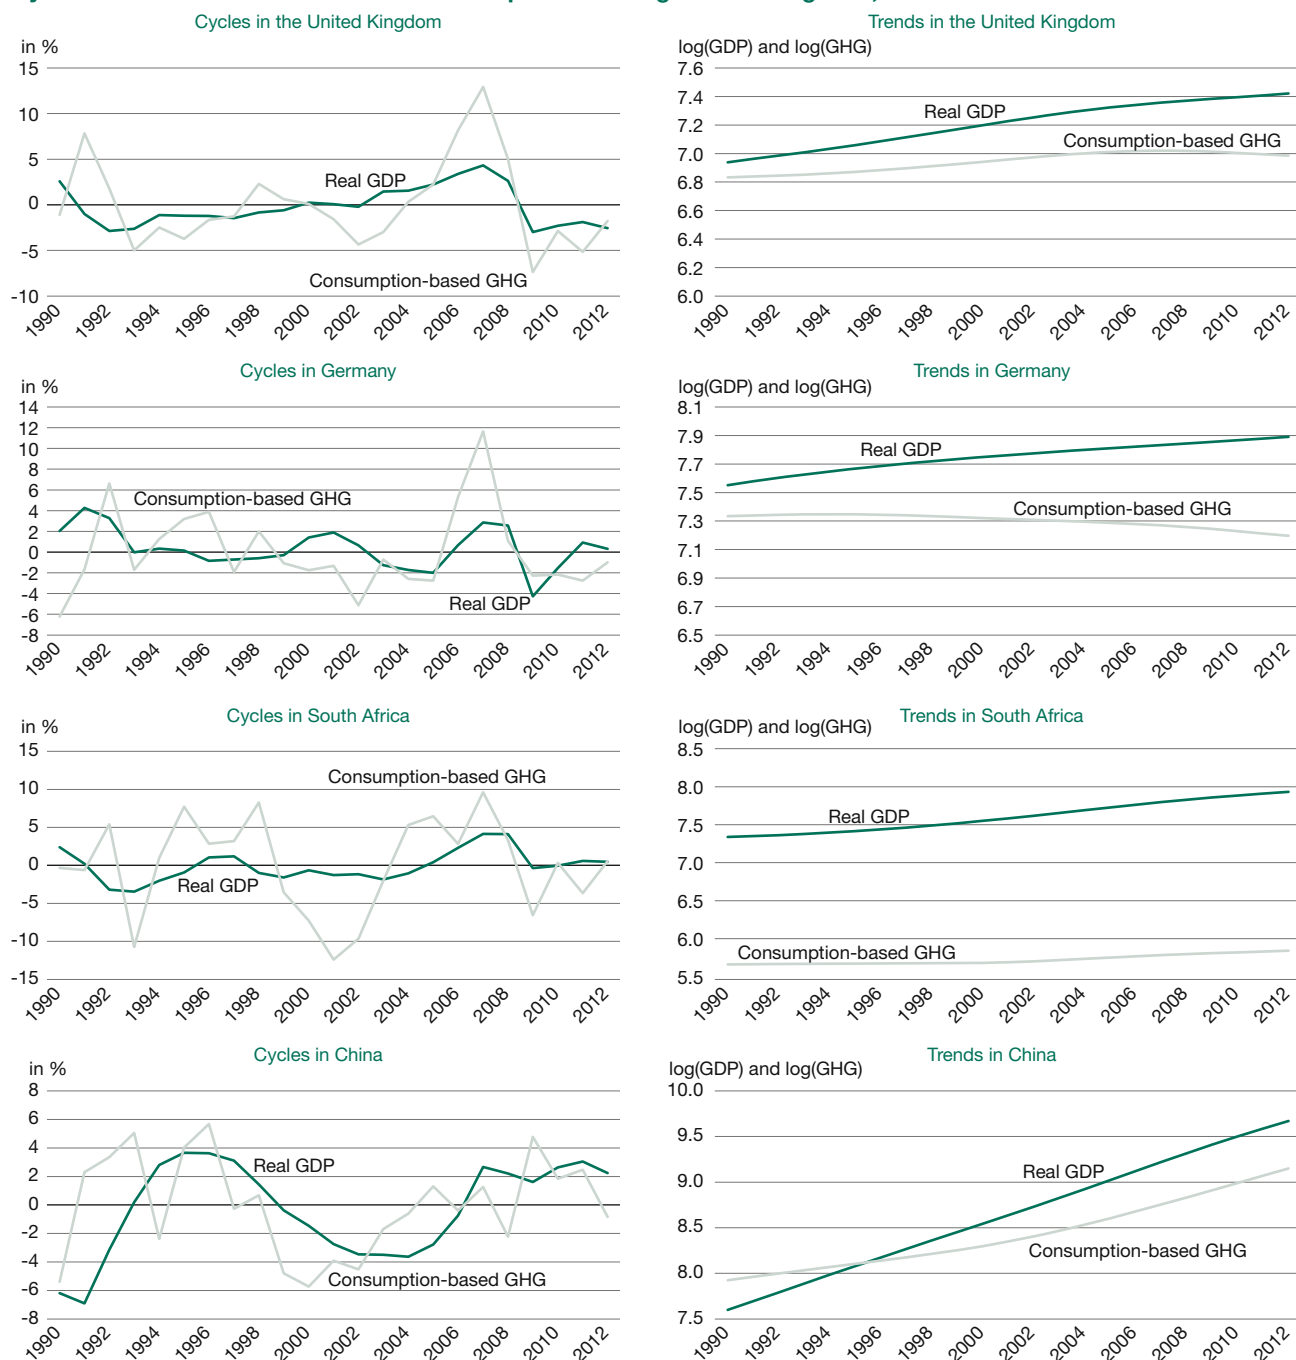 Cycles in the United Kingdom
in %
15
10
5
0
-5
-10
Real GDP
Consumption-based GHG
1990 1992 1994 1996 1998 2000 2002 2004 2006 2008 2010 2012
Trends in the United Kingdom
log(GDP) and log(GHG)
7.6
7.4
7.2
7.0
6.8
6.6
6.4
6.2
6.0
Real GDP
Consumption-based GHG
1990 1992 1994 1996 1998 2000 2002 2004 2006 2008 2010 2012
Cycles in Germany
in %
14
12
10
8
6
4
2
0
-2
-4
-6
-8
Consumption-based GHG
Real GDP
1990 1992 1994 1996 1998 2000 2002 2004 2006 2008 2010 2012
Trends in Germany
log(GDP) and log(GHG)
8.1
7.9
7.7
7.5
7.3
7.1
6.9
6.7
6.5
Real GDP
Consumption-based GHG
1990 1992 1994 1996 1998 2000 2002 2004 2006 2008 2010 2012
Cycles in South Africa
in %
15
10
5
0
-5
-10
-15
Consumption-based GHG
Real GDP
1990 1992 1994 1996 1998 2000 2002 2004 2006 2008 2010 2012
Trends in South Africa
log(GDP) and log(GHG)
8.5
8.0
7.5
7.0
6.5
6.0
5.5
Real GDP
Consumption-based GHG
1990 1992 1994 1996 1998 2000 2002 2004 2006 2008 2010 2012
Cycles in China
in %
8
6
4
2
0
-2
-4
-6
-8
Real GDP
Consumption-based GHG
1990 1992 1994 1996 1998 2000 2002 2004 2006 2008 2010 2012
Trends in China
log(GDP) and log(GHG)
10.0
9.5
9.0
8.5
8.0
7.5
Real GDP
Consumption-based GHG
1990 1992 1994 1996 1998 2000 2002 2004 2006 2008 2010 2012